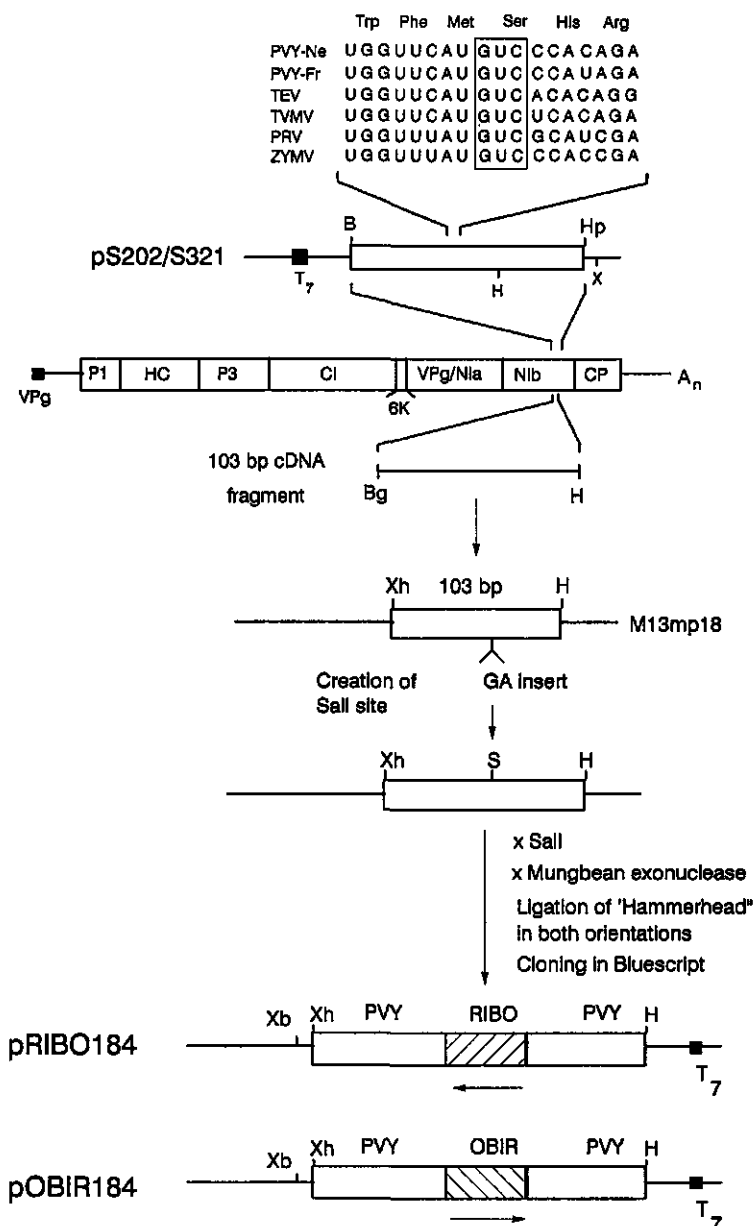 Trp Phe Met Ser His Arg
PVY-Ne UGGUUCAU GUC CCACAGA
PVY-Fr UGGUUCAU GUC CCAUAGA
TEV UGGUUCAU GUC ACACAGG
TVMV UGGUUCAU GUC UCACAGA
PRV UGGUUUAU GUC GCAUCGA
ZYMV UGGUUUAU GUC CCACCGA
B Hp
pS202/S321
T7 H X
P1 HC P3 CI VPg/NIa NIb CP
VPg 6K An
103 bp cDNA
fragment
Bg H
Xh 103 bp H
M13mp18
Creation of GA insert
SalI site
Xh S H
x SalI
x Mungbean exonuclease
Ligation of 'Hammerhead"
in both orientations
Cloning in Bluescript
Xb Xh PVY RIBO PVY H
pRIBO184
T7
Xb Xh PVY OBIR PVY H
pOBIR184
T7